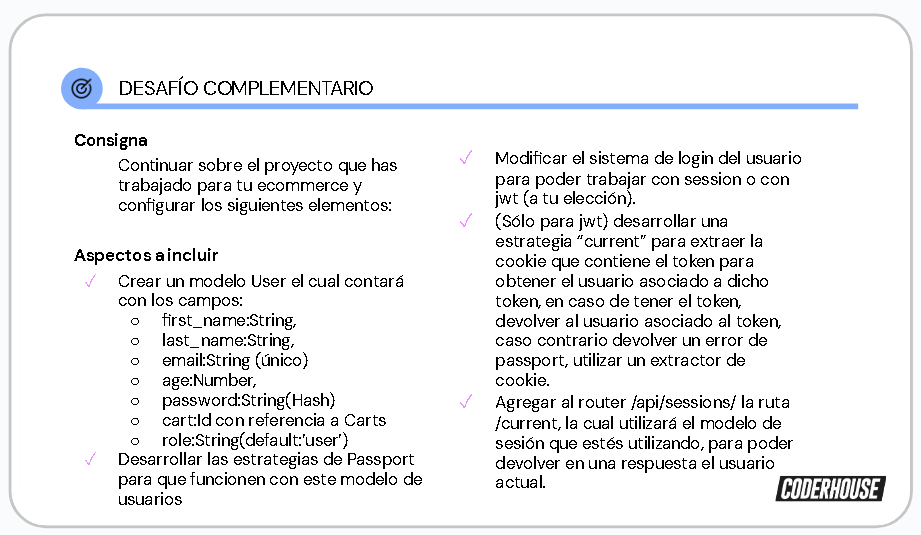 DESAFÍO COMPLEMENTARIO
Consigna
Continuar sobre el proyecto que has
trabajado para tu ecommerce y
configurar los siguientes elementos:
Aspectos a incluir
✓ Crear un modelo User el cual contará
con los campos:
○ first_name:String,
○ last_name:String,
○ email:String (único)
○ age:Number,
○ password:String(Hash)
○ cart:Id con referencia a Carts
○ role:String(default:'user')
✓ Desarrollar las estrategias de Passport
para que funcionen con este modelo de
usuarios
✓ Modificar el sistema de login del usuario
para poder trabajar con session o con
jwt (a tu elección).
✓ (Sólo para jwt) desarrollar una
estrategia “current” para extraer la
cookie que contiene el token para
obtener el usuario asociado a dicho
token, en caso de tener el token,
devolver al usuario asociado al token,
caso contrario devolver un error de
passport, utilizar un extractor de
cookie.
✓ Agregar al router /api/sessions/ la ruta
/current, la cual utilizará el modelo de
sesión que estés utilizando, para poder
devolver en una respuesta el usuario
actual.
CODERHOUSE